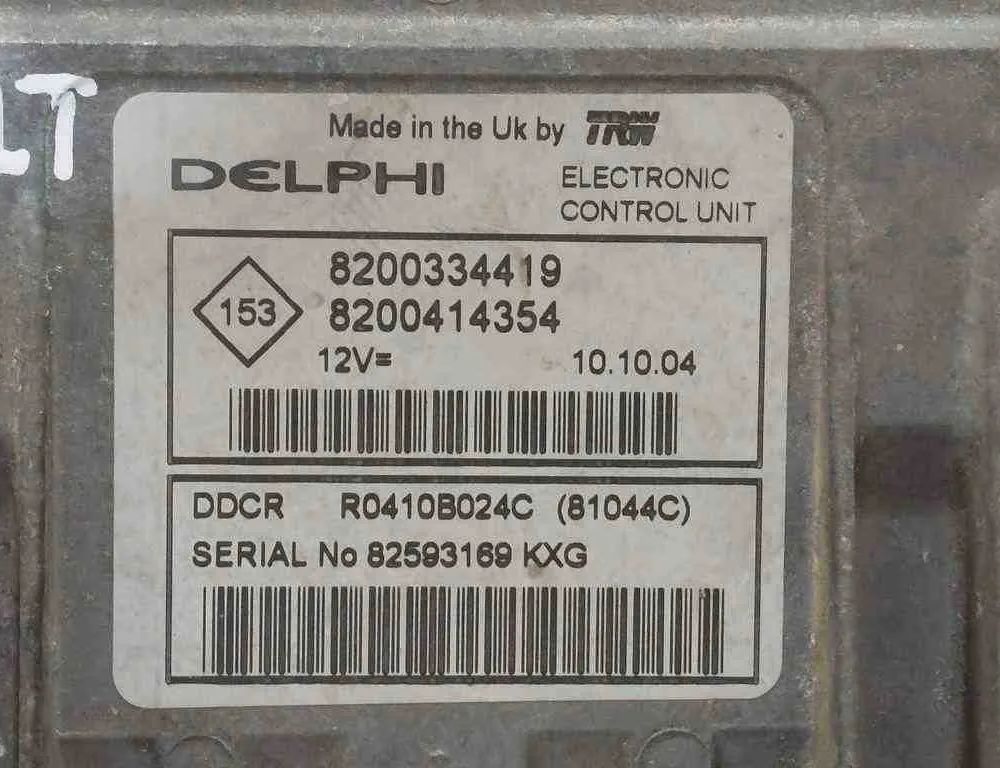 LT
Made in the Uk by TRW
DELPHI
ELECTRONIC
CONTROL UNIT
153
8200334419
8200414354
12V= 10.10.04
DDCR R0410B024C (81044C)
SERIAL No 82593169 KXG